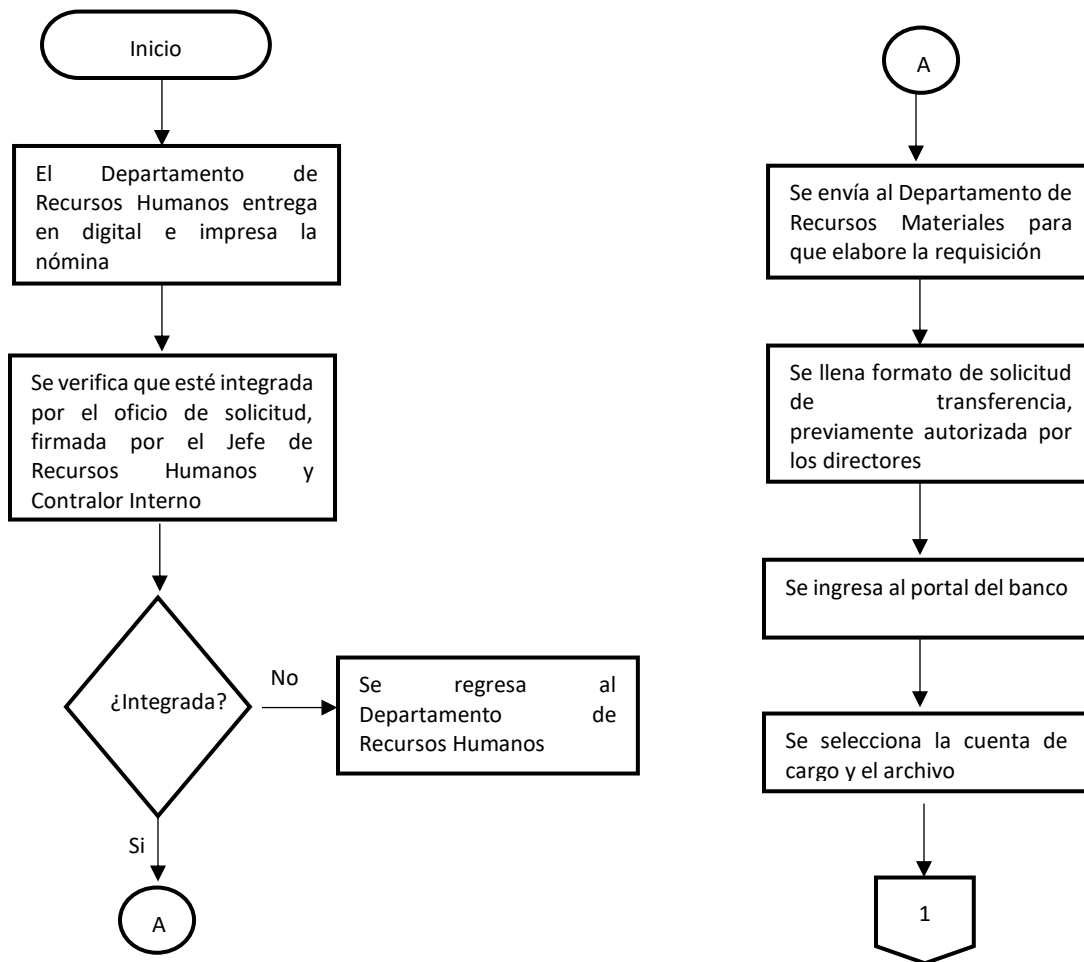 Inicio
El Departamento de
Recursos Humanos entrega
en digital e impresa la
nómina
Se verifica que esté integrada
por el oficio de solicitud,
firmada por el Jefe de
Recursos Humanos y
Contralor Interno
¿Integrada?
No
Se regresa al
Departamento de
Recursos Humanos
Si
A
A
Se envía al Departamento de
Recursos Materiales para
que elabore la requisición
Se llena formato de solicitud
de transferencia,
previamente autorizada por
los directores
Se ingresa al portal del banco
Se selecciona la cuenta de
cargo y el archivo
1